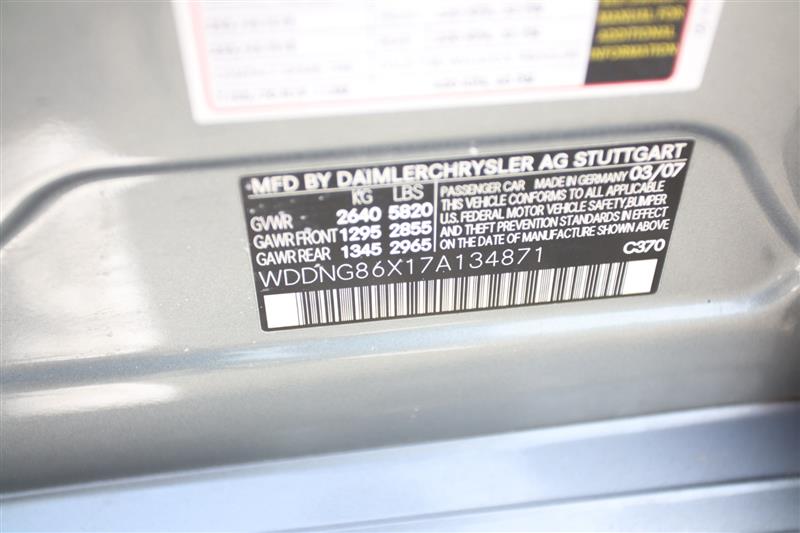 MANUAL FOR
ADDITIONAL
INFORMATION
MFD BY DAIMLERCHRYSLER AG STUTTGART
KG LBS
GVWR 2640 5820
GAWR FRONT 1295 2855
GAWR REAR 1345 2965
PASSENGER CAR MADE IN GERMANY 03/07
THIS VEHICLE CONFORMS TO ALL APPLICABLE
U.S. FEDERAL MOTOR VEHICLE SAFETY,BUMPER
AND THEFT PREVENTION STANDARDS IN EFFECT
ON THE DATE OF MANUFACTURE SHOWN ABOVE
WDDNG86X17A134871 C370